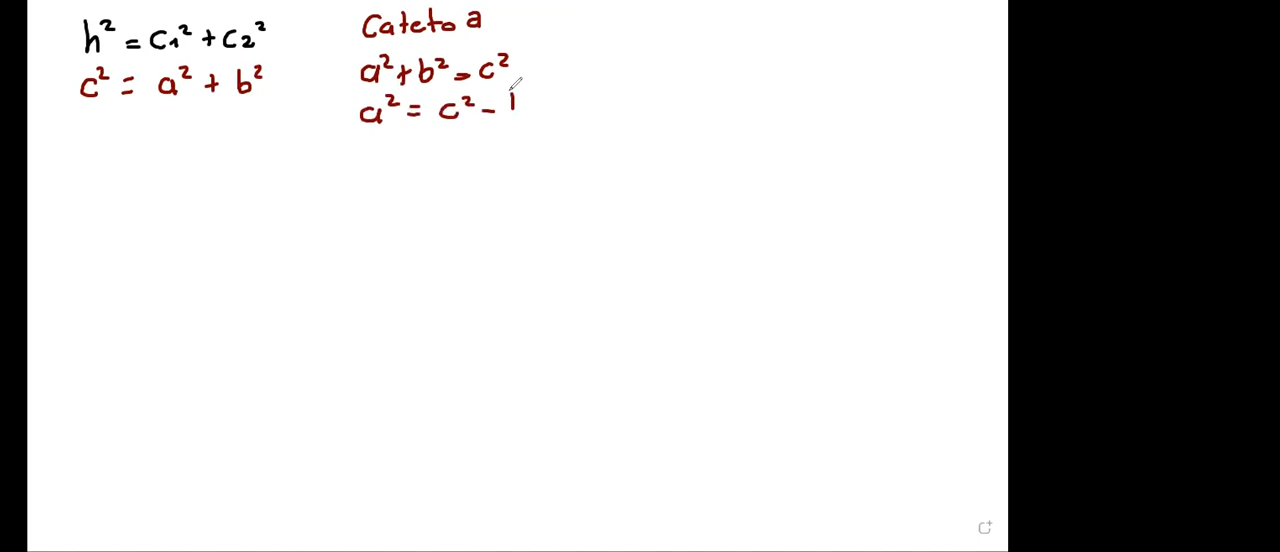 h² = c₁² + c₂²
c² = a² + b²
Cateto a
a² + b² = c²
a² = c² -